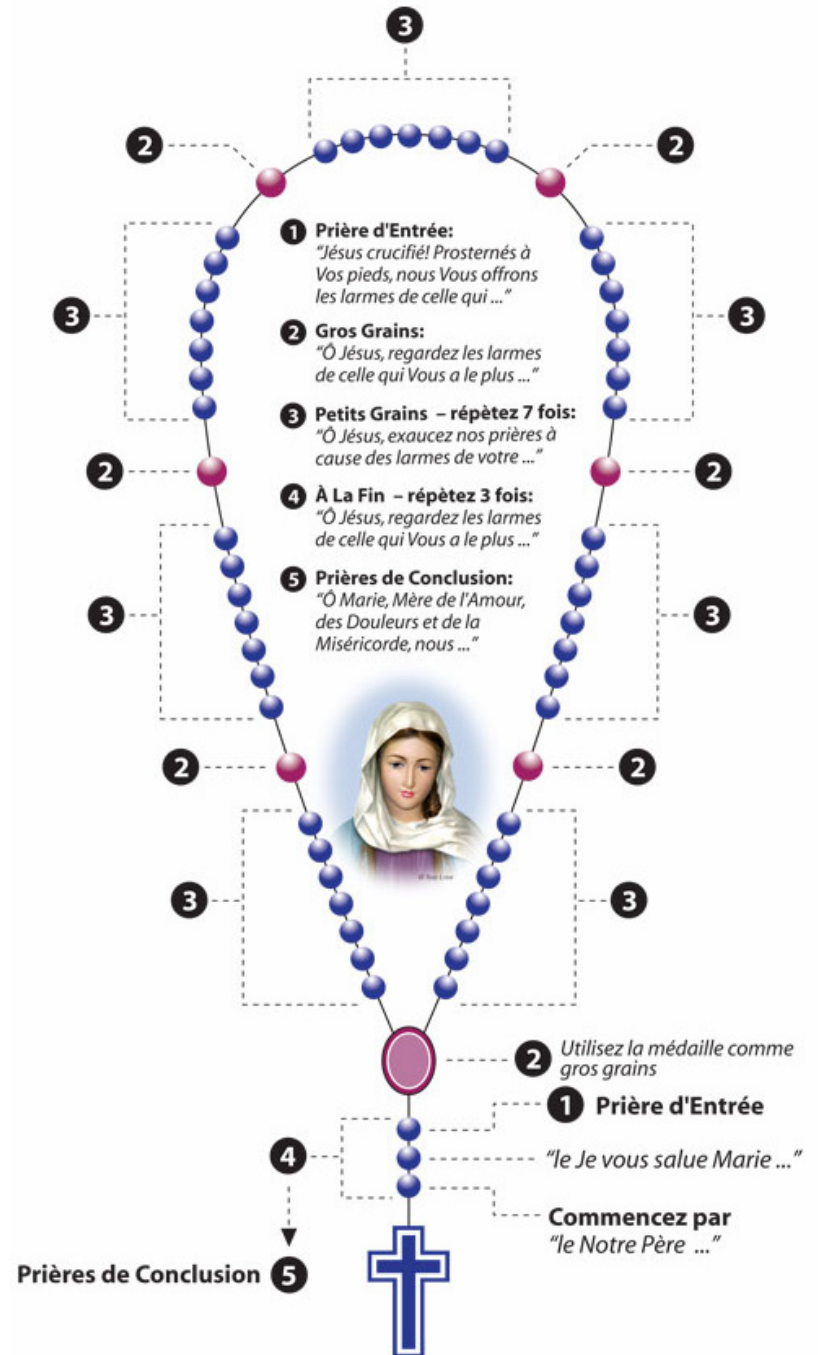 3
2
2
3
3
1 Prière d'Entrée:
"Jésus crucifié! Prosternés à
Vos pieds, nous Vous offrons
les larmes de celle qui ..."
2 Gros Grains:
"Ô Jésus, regardez les larmes
de celle qui Vous a le plus ..."
3 Petits Grains – répètez 7 fois:
"Ô Jésus, exaucez nos prières à
cause des larmes de votre ..."
4 À La Fin – répètez 3 fois:
"Ô Jésus, regardez les larmes
de celle qui Vous a le plus ..."
5 Prières de Conclusion:
"Ô Marie, Mère de l'Amour,
des Douleurs et de la
Miséricorde, nous ..."
2
2
3
3
2
2
3
3
2 Utilisez la médaille comme
gros grains
1 Prière d'Entrée
4
"le Je vous salue Marie ..."
Commencez par
"le Notre Père ..."
Prières de Conclusion 5